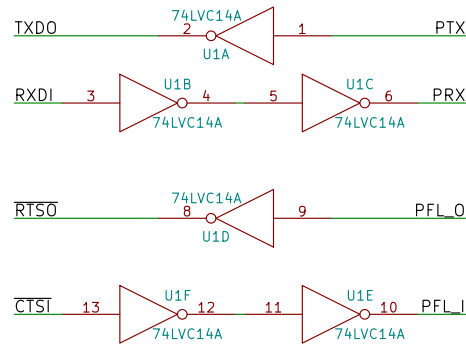 74LVC14A
TXDO 2 1 PTX
U1A
RXDI 3 U1B 4 5 U1C 6 PRX
74LVC14A 74LVC14A
74LVC14A
RTSO 8 9 PFL_O
U1D
U1F U1E
CTSI 13 12 11 10 PFL_I
74LVC14A 74LVC14A